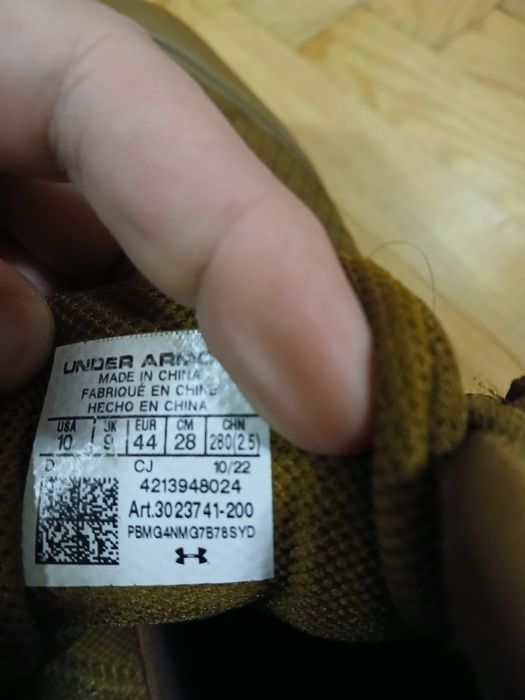 UNDER
MADE IN CHINA
FABRIQUÉ EN
HECHO EN CHINA
USA UK EUR CM CHN
10 9 44 28 280(2.5)
D CJ 10/22
4213948024
Art.3023741-200
PBMG4NMG7B78SYD